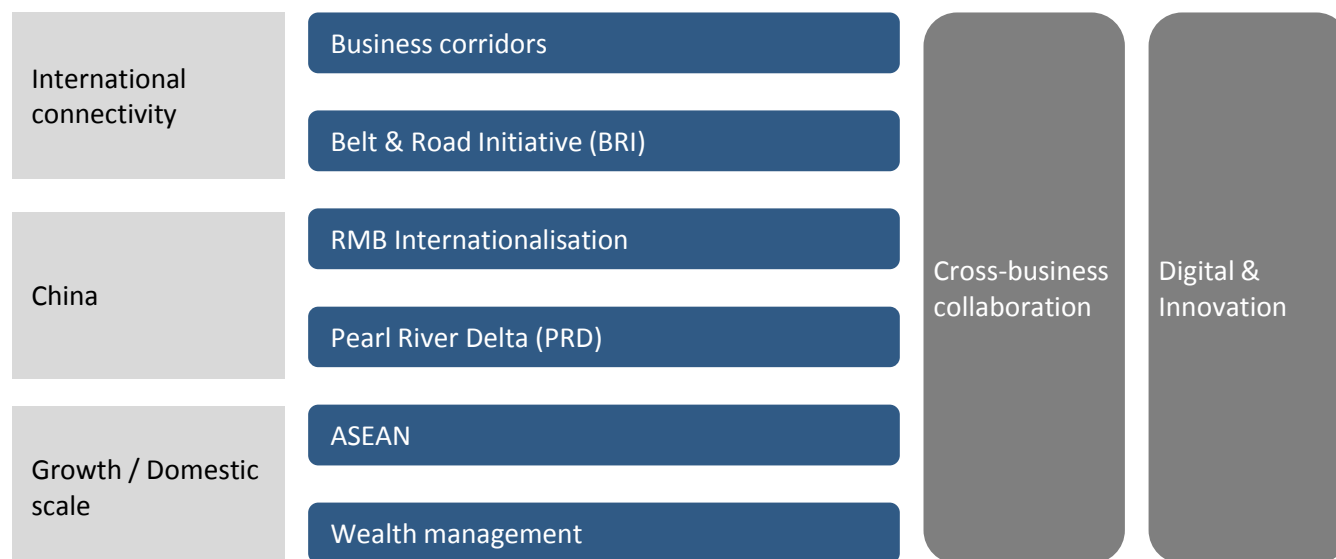 International
connectivity
Business corridors
Belt & Road Initiative (BRI)
China
RMB Internationalisation
Pearl River Delta (PRD)
Growth / Domestic
scale
ASEAN
Wealth management
Cross-business
collaboration
Digital &
Innovation